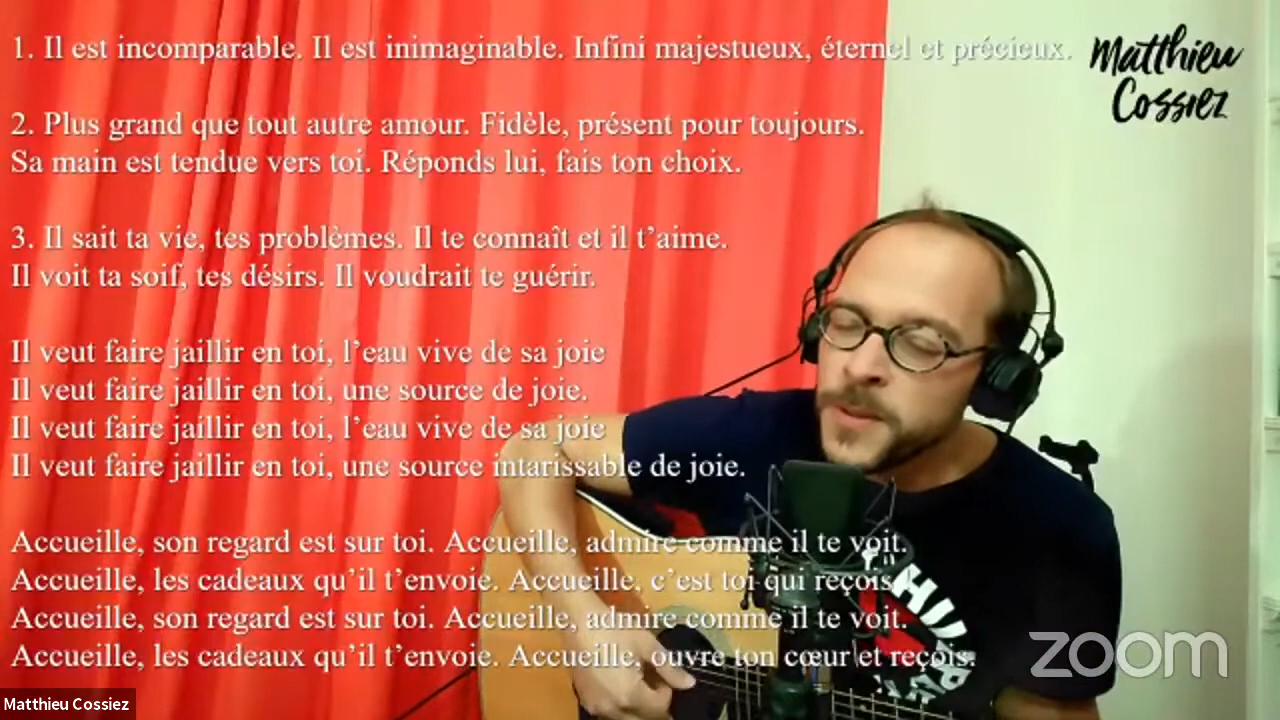 1. Il est incomparable. Il est inimaginable. Infini majestueux, éternel et précieux.
Matthieu
Cossiez
2. Plus grand que tout autre amour. Fidèle, présent pour toujours.
Sa main est tendue vers toi. Réponds lui, fais ton choix.
3. Il sait ta vie, tes problèmes. Il te connaît et il t’aime.
Il voit ta soif, tes désirs. Il voudrait te guérir.
Il veut faire jaillir en toi, l’eau vive de sa joie
Il veut faire jaillir en toi, une source de joie.
Il veut faire jaillir en toi, l’eau vive de sa joie
Il veut faire jaillir en toi, une source intarissable de joie.
Accueille, son regard est sur toi. Accueille, admire comme il te voit.
Accueille, les cadeaux qu’il t’envoie. Accueille, c’est toi qui reçois.
Accueille, son regard est sur toi. Accueille, admire comme il te voit.
Accueille, les cadeaux qu’il t’envoie. Accueille, ouvre ton cœur et reçois.
zoom
Matthieu Cossiez